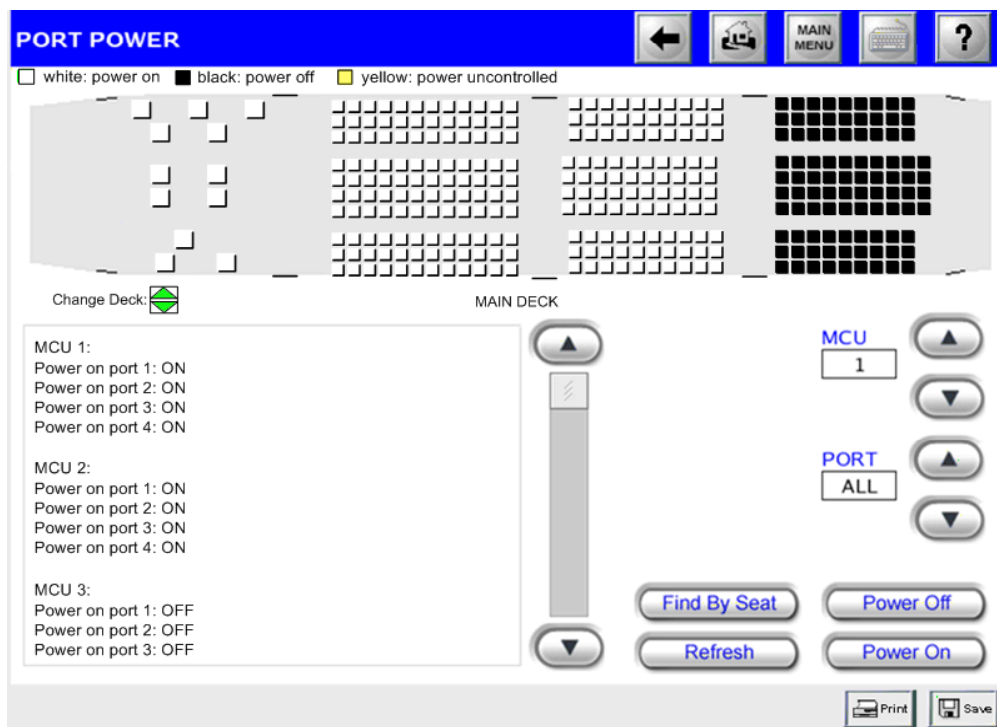 PORT POWER
MAIN
MENU
?
white: power on black: power off yellow: power uncontrolled
Change Deck:
MAIN DECK
MCU 1:
Power on port 1: ON
Power on port 2: ON
Power on port 3: ON
Power on port 4: ON
MCU 2:
Power on port 1: ON
Power on port 2: ON
Power on port 3: ON
Power on port 4: ON
MCU 3:
Power on port 1: OFF
Power on port 2: OFF
Power on port 3: OFF
MCU
1
PORT
ALL
Find By Seat
Power Off
Refresh
Power On
Print
Save